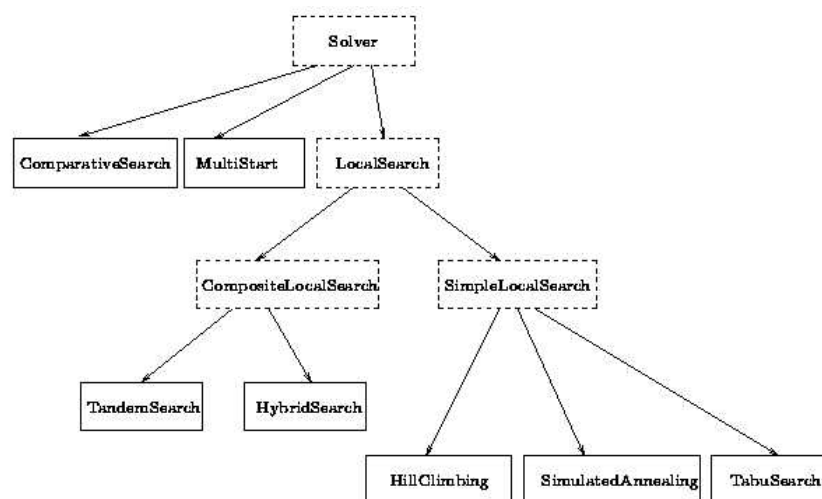 Solver
ComparativeSearch
MultiStart
LocalSearch
CompositeLocalSearch
SimpleLocalSearch
TandemSearch
HybridSearch
HillClimbing
SimulatedAnnealing
TabuSearch